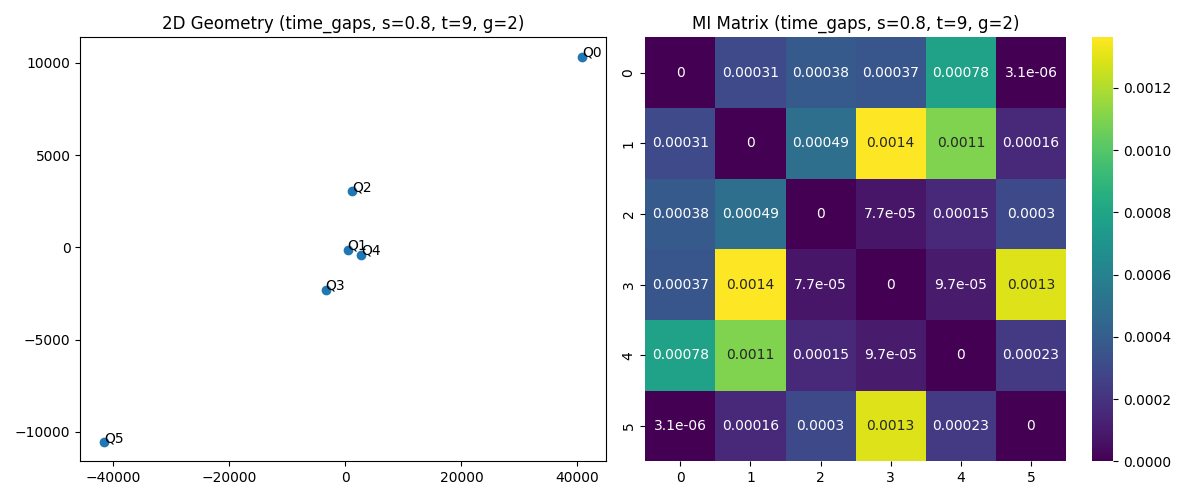 2D Geometry (time_gaps, s=0.8, t=9, g=2)
10000
5000
0
−5000
−10000
−40000 −20000 0 20000 40000
Q0
Q2
Q1
Q4
Q3
Q5
MI Matrix (time_gaps, s=0.8, t=9, g=2)
0 0 0.00031 0.00038 0.00037 0.00078 3.1e-06
1 0.00031 0 0.00049 0.0014 0.0011 0.00016
2 0.00038 0.00049 0 7.7e-05 0.00015 0.0003
3 0.00037 0.0014 7.7e-05 0 9.7e-05 0.0013
4 0.00078 0.0011 0.00015 9.7e-05 0 0.00023
5 3.1e-06 0.00016 0.0003 0.0013 0.00023 0
0 1 2 3 4 5
0.0012
0.0010
0.0008
0.0006
0.0004
0.0002
0.0000